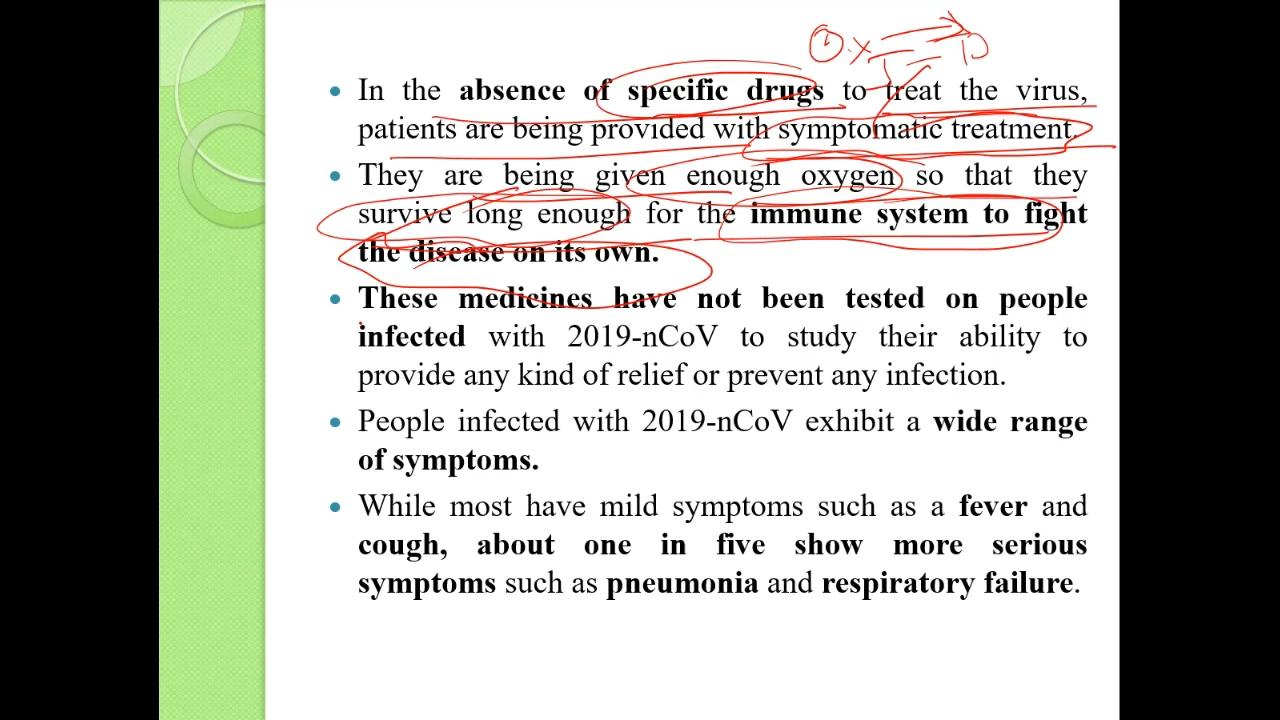 In the absence of specific drugs to treat the virus,
patients are being provided with symptomatic treatment.
They are being given enough oxygen so that they
survive long enough for the immune system to fight
the disease on its own.
These medicines have not been tested on people
infected with 2019-nCoV to study their ability to
provide any kind of relief or prevent any infection.
People infected with 2019-nCoV exhibit a wide range
of symptoms.
While most have mild symptoms such as a fever and
cough, about one in five show more serious
symptoms such as pneumonia and respiratory failure.